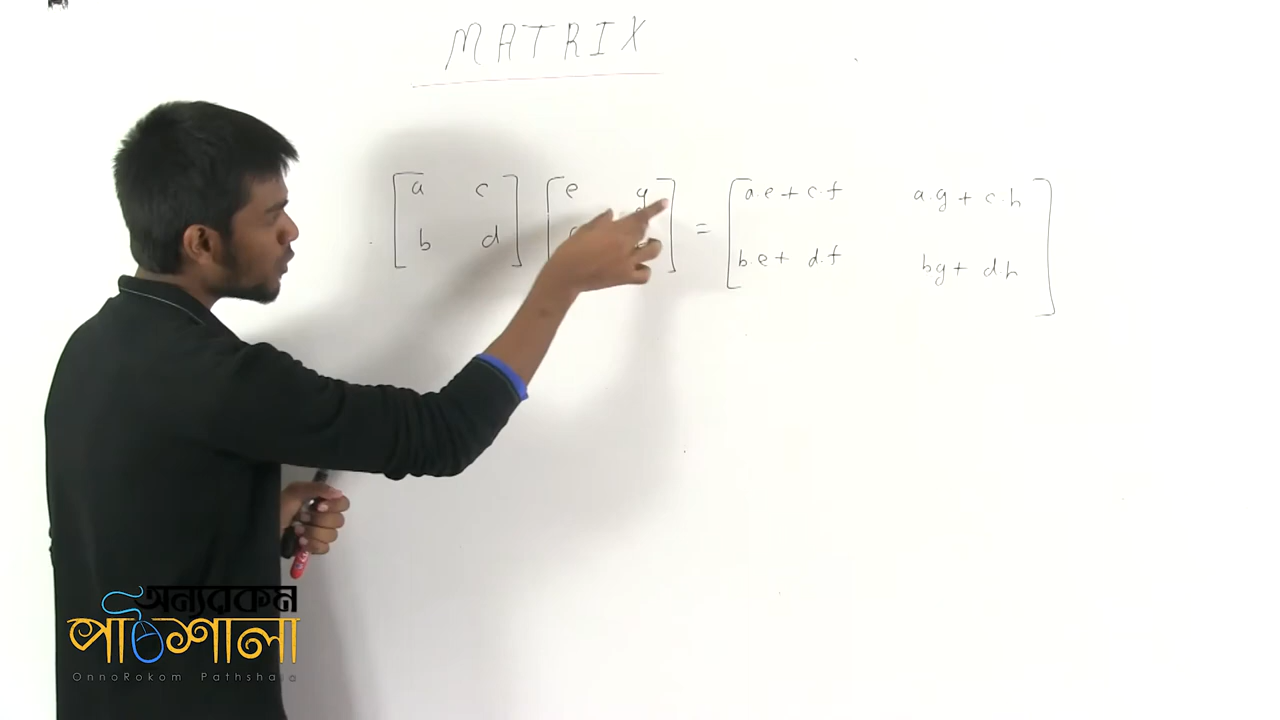 MATRIX
a c e g = a.e + c.f a.g + c.h
b d b.e + d.f bg + d.h
অন্যরকম
পাঠশালা
OnnoRokom Pathshala